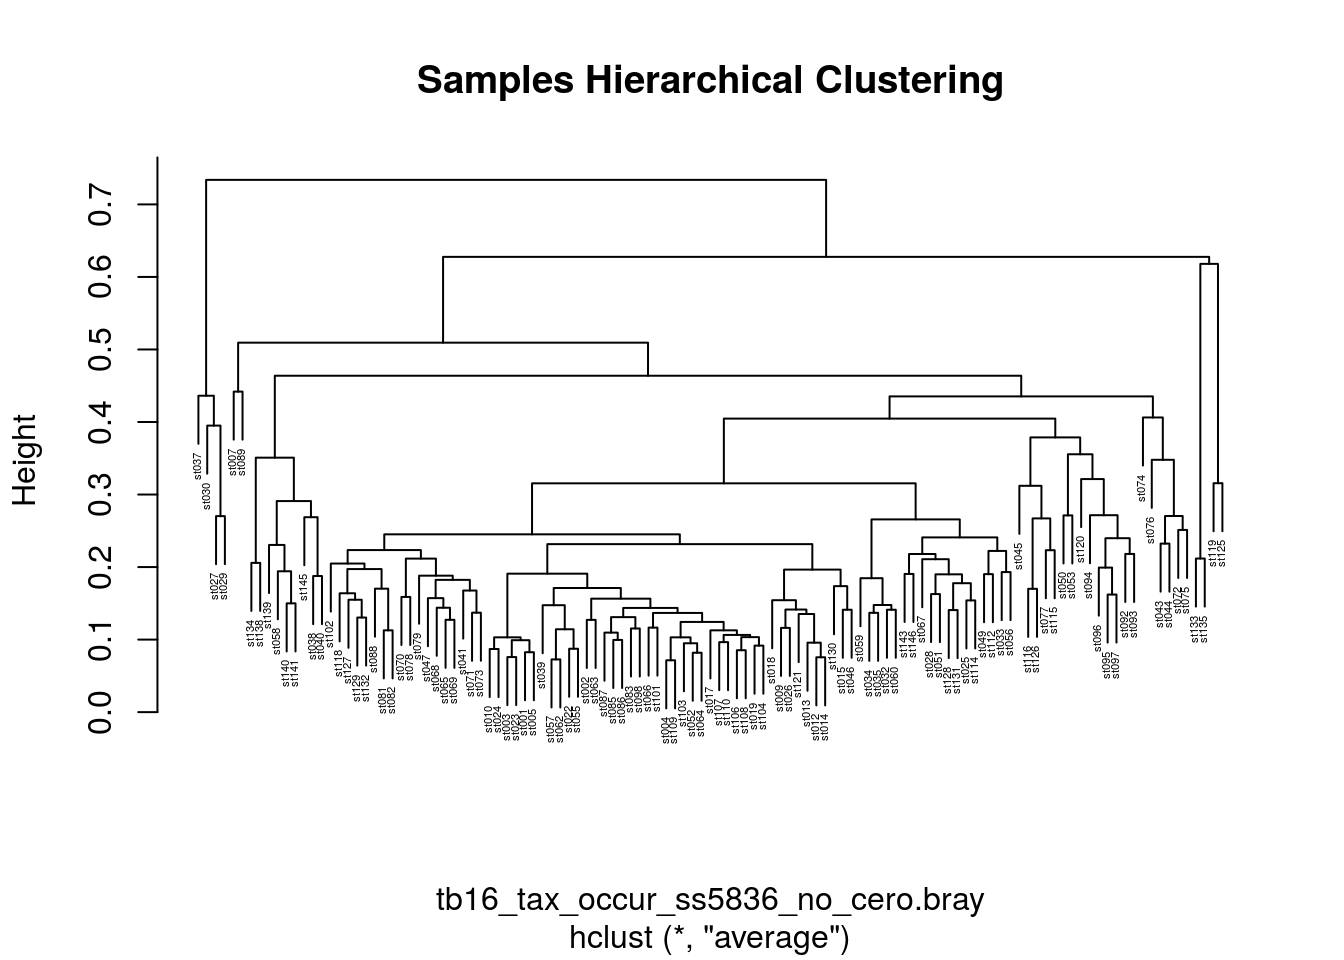 Samples Hierarchical Clustering
Height
0.0 0.1 0.2 0.3 0.4 0.5 0.6 0.7
st037
st030
st027
st029
st007
st089
st134
st138
st139
st058
st140
st141
st145
st038
st040
st102
st118
st127
st129
st132
st088
st081
st082
st070
st078
st079
st047
st068
st065
st069
st041
st071
st073
st010
st024
st003
st023
st001
st005
st039
st057
st062
st022
st055
st002
st063
st087
st085
st086
st083
st098
st066
st101
st004
st109
st103
st052
st064
st017
st107
st110
st106
st108
st019
st104
st018
st009
st026
st121
st013
st012
st014
st130
st015
st046
st059
st034
st035
st032
st060
st143
st146
st067
st028
st051
st128
st131
st025
st114
st049
st112
st033
st056
st045
st116
st126
st077
st115
st050
st053
st120
st094
st096
st095
st097
st092
st093
st074
st076
st043
st044
st072
st075
st133
st135
st119
st125
tb16_tax_occur_ss5836_no_cero.bray
hclust (*, "average")